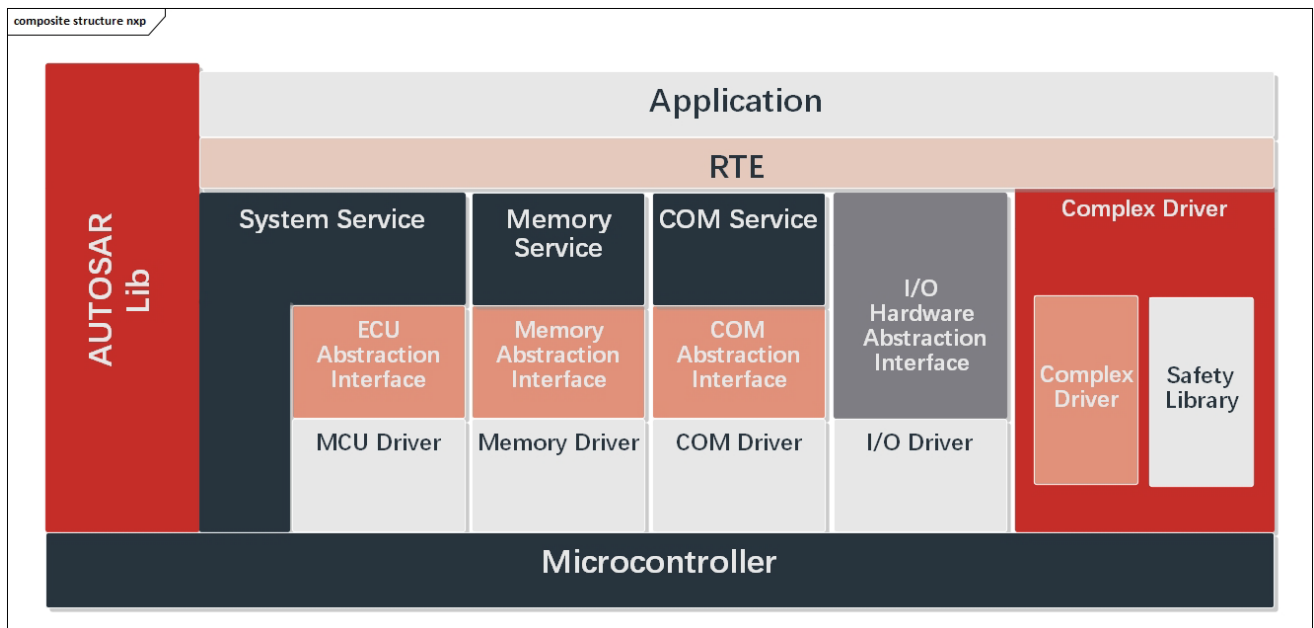 composite structure nxp
AUTOSAR
Lib
Application
RTE
System Service
Memory
Service
COM Service
I/O
Hardware
Abstraction
Interface
Complex Driver
ECU
Abstraction
Interface
Memory
Abstraction
Interface
COM
Abstraction
Interface
Complex
Driver
Safety
Library
MCU Driver
Memory Driver
COM Driver
I/O Driver
Microcontroller